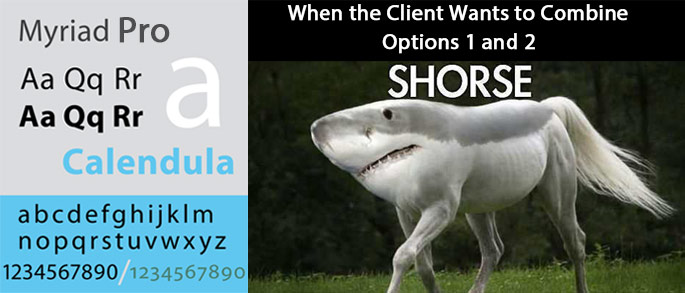 Myriad Pro
Aa Qq Rr
Aa Qq Rr
a
Calendula
abcdefghijklm
nopqrstuvwxyz
1234567890/1234567890
When the Client Wants to Combine
Options 1 and 2
SHORSE